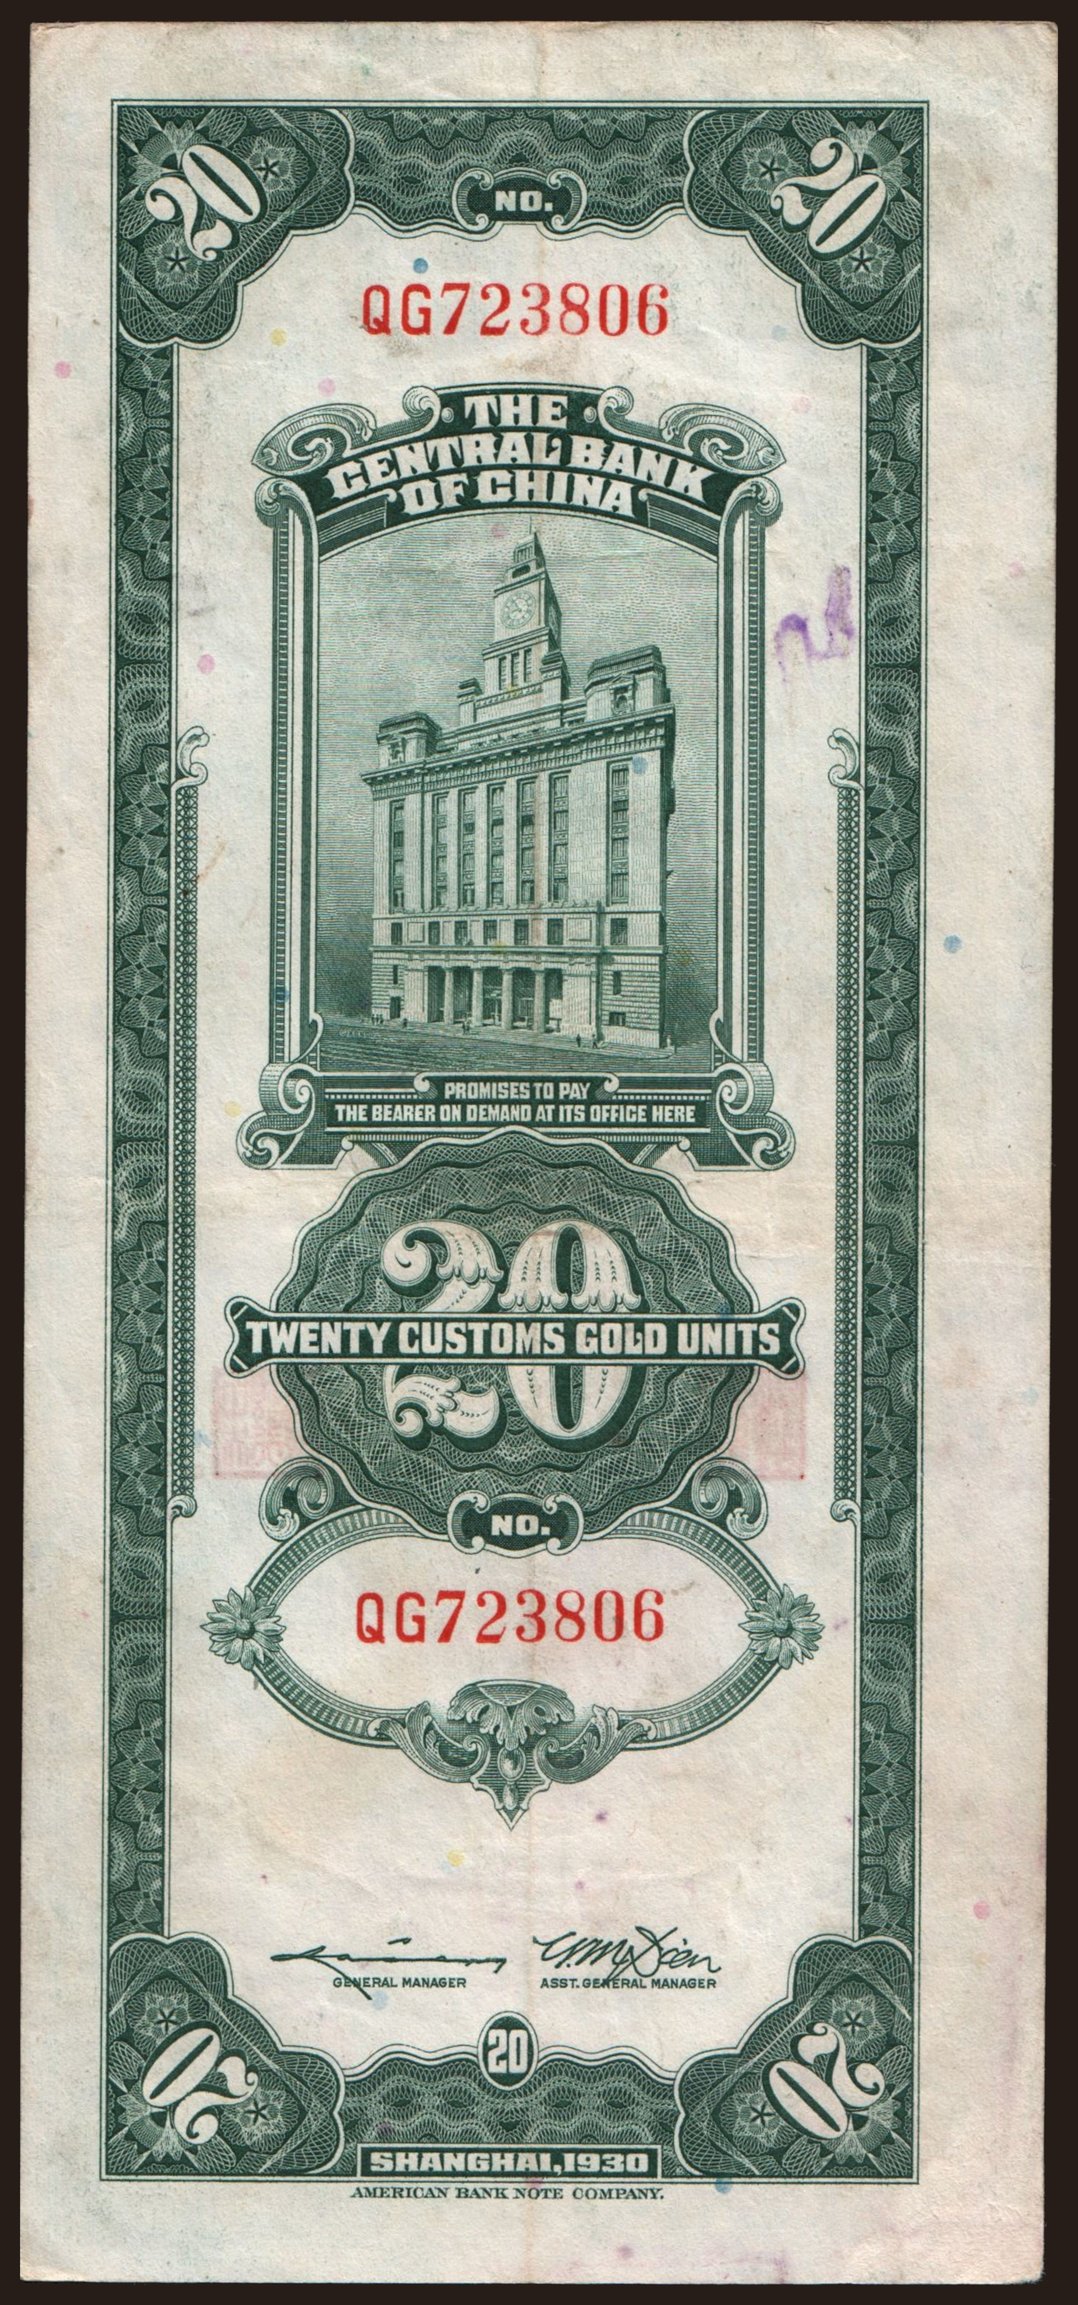 20 20
NO.
QG723806
THE
CENTRAL BANK
OF CHINA
PROMISES TO PAY
THE BEARER ON DEMAND AT ITS OFFICE HERE
20
TWENTY CUSTOMS GOLD UNITS
NO.
QG723806
GENERAL MANAGER ASST. GENERAL MANAGER
20
20 20
SHANGHAI, 1930
AMERICAN BANK NOTE COMPANY.